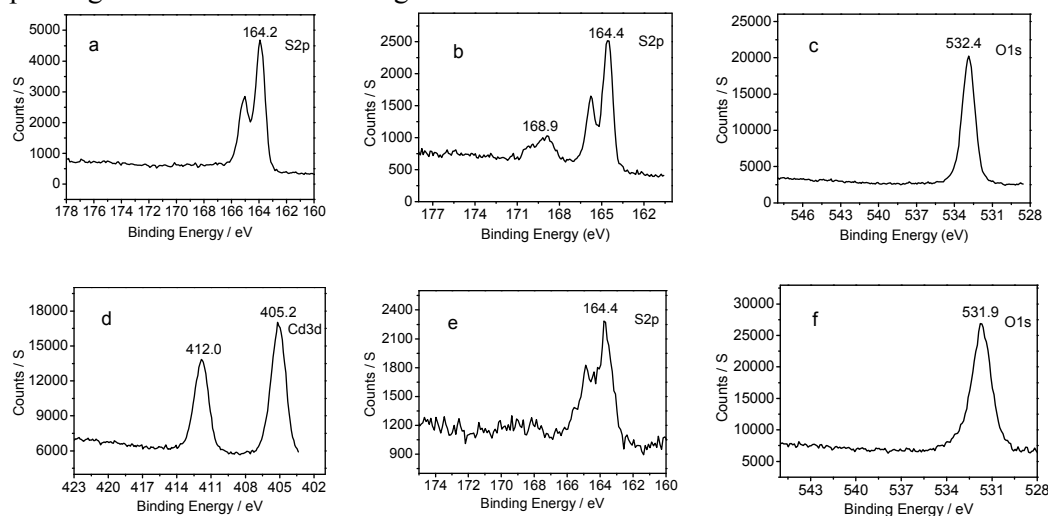 a
164.2
S2p
5000
4000
3000
2000
1000
0
Counts / S
178 176 174 172 170 168 166 164 162 160
Binding Energy / eV
b
164.4
S2p
168.9
3000
2500
2000
1500
1000
500
0
Counts / S
177 174 171 168 165 162
Binding Energy (eV)
c
532.4
O1s
25000
20000
15000
10000
5000
0
Counts / S
546 543 540 537 534 531 528
Binding Energy (eV)
d
405.2
Cd3d
412.0
18000
15000
12000
9000
6000
Counts / S
423 420 417 414 411 408 405 402
Binding Energy / eV
e
164.4
S2p
2400
2100
1800
1500
1200
900
Counts / S
174 172 170 168 166 164 162 160
Binding Energy / eV
f
531.9
O1s
30000
25000
20000
15000
10000
5000
Counts / S
543 540 537 534 531 528
Binding Energy / eV